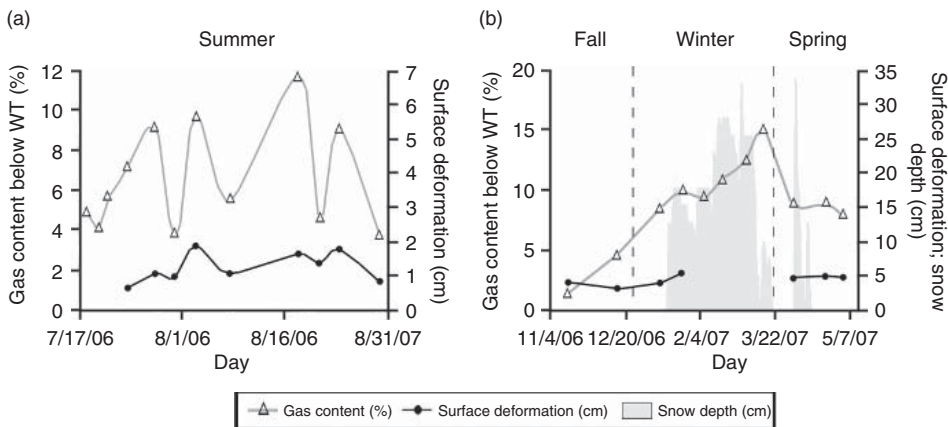 (a)
Summer
Gas content below WT (%)
12
10
8
6
4
2
0
7
6
5
4
3
2
1
0
Surface deformation
(cm)
7/17/06 8/1/06 8/16/06 8/31/07
Day
(b)
Fall Winter Spring
Gas content below WT (%)
20
15
10
5
0
35
30
25
20
15
10
5
0
Surface deformation; snow
depth (cm)
11/4/06 12/20/06 2/4/07 3/22/07 5/7/07
Day
Gas content (%) Surface deformation (cm) Snow depth (cm)